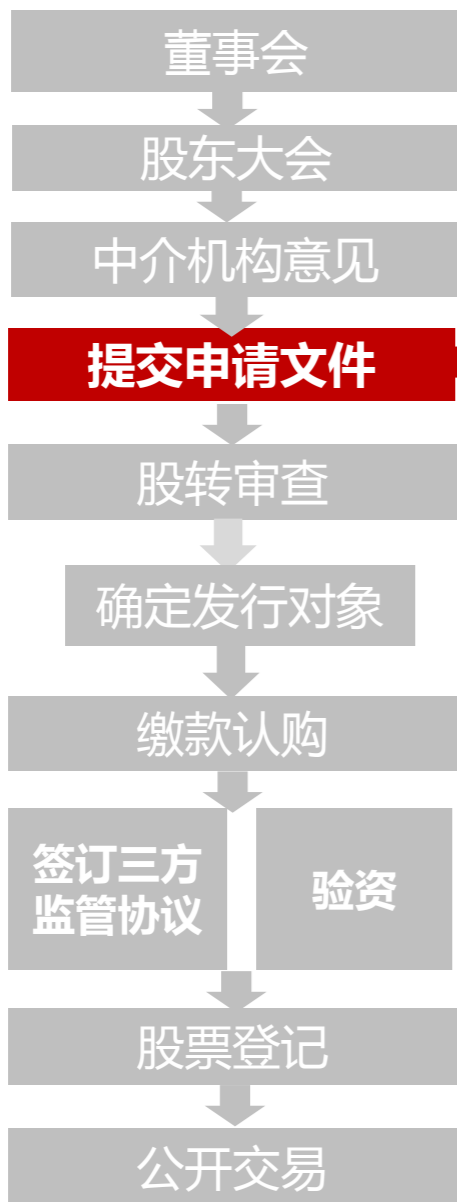 董事会
股东大会
中介机构意见
提交申请文件
股转审查
确定发行对象
缴款认购
签订三方
监管协议
验资
股票登记
公开交易